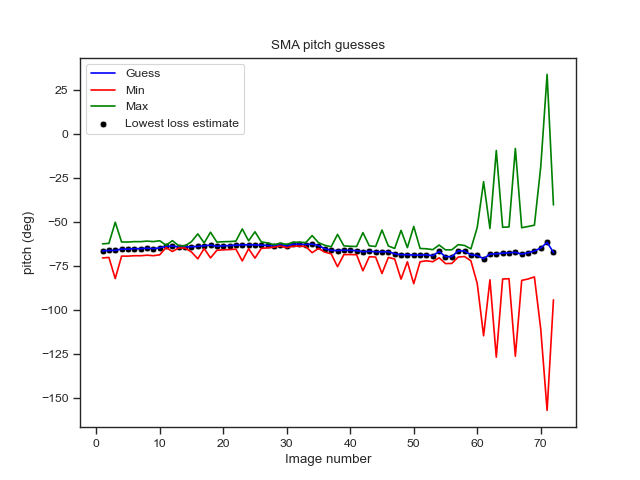 SMA pitch guesses
Guess
Min
Max
Lowest loss estimate
pitch (deg)
25
0
−25
−50
−75
−100
−125
−150
0 10 20 30 40 50 60 70
Image number